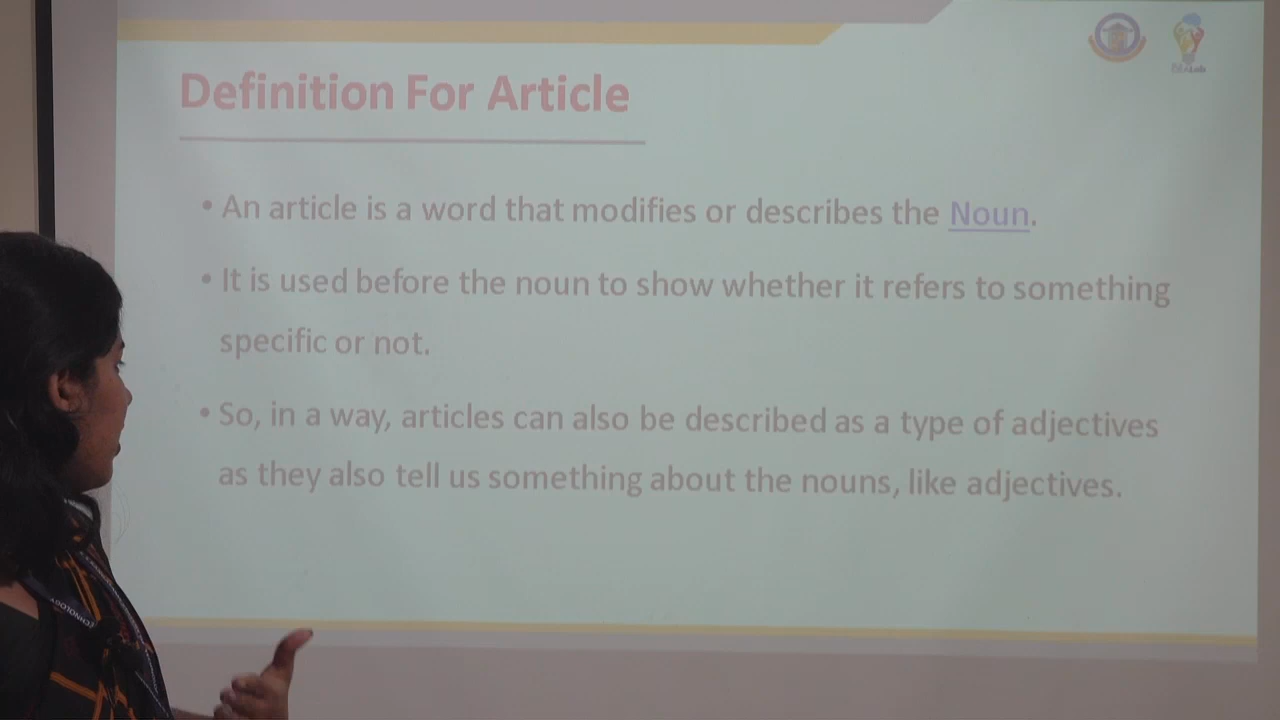 Definition For Article
• An article is a word that modifies or describes the Noun.
• It is used before the noun to show whether it refers to something
specific or not.
• So, in a way, articles can also be described as a type of adjectives
as they also tell us something about the nouns, like adjectives.